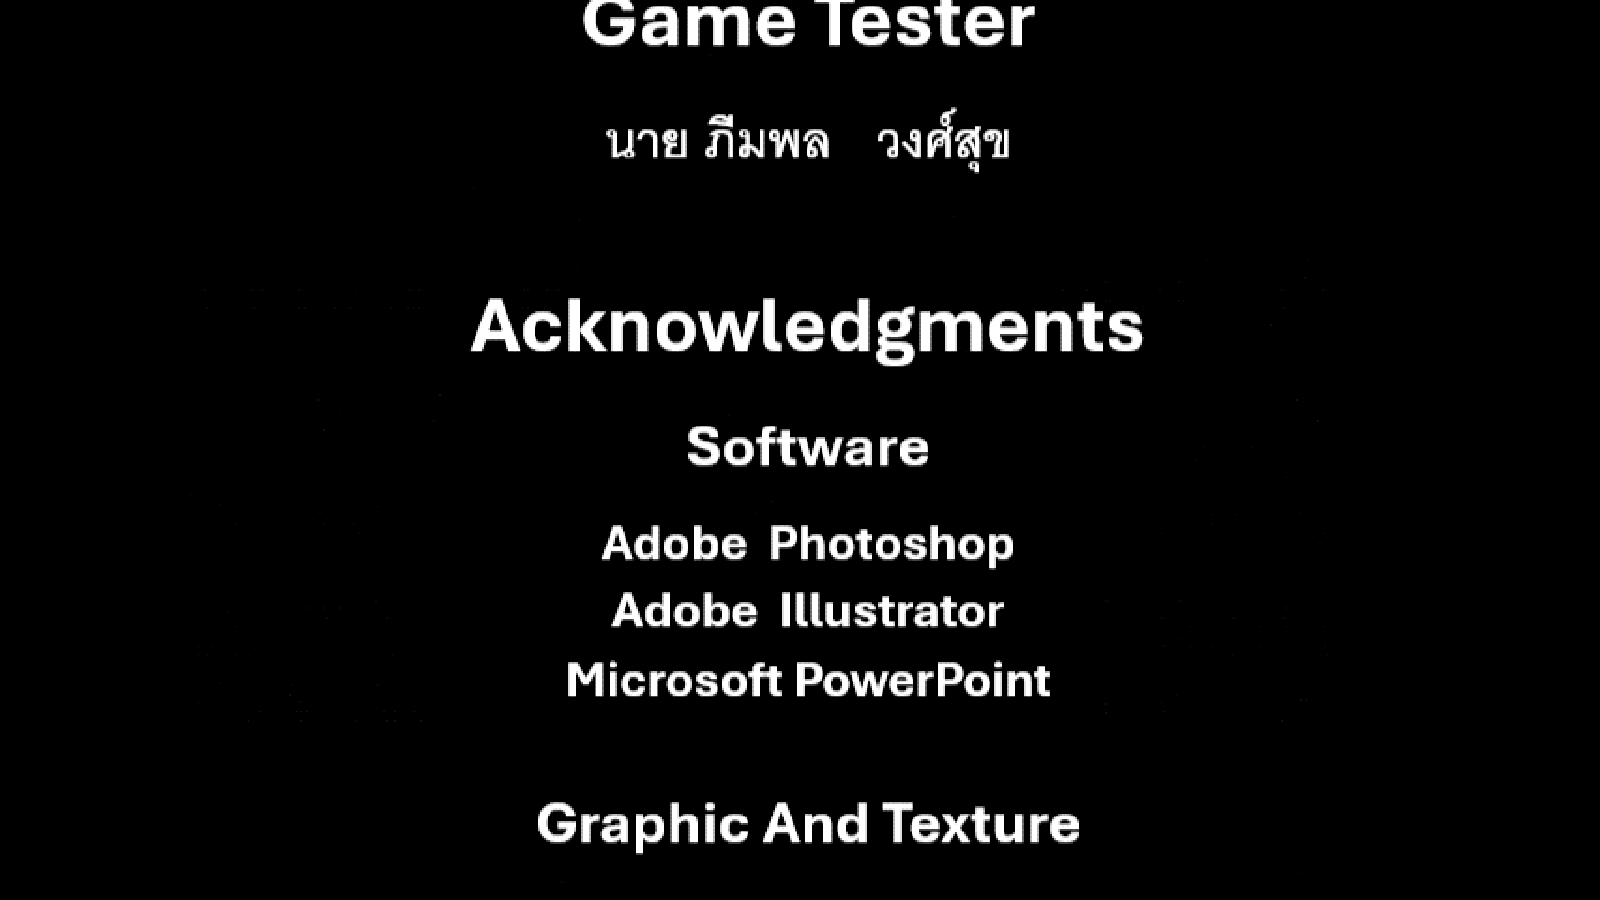 Game Tester
นาย ภีมพล วงศ์สุข
Acknowledgments
Software
Adobe Photoshop
Adobe Illustrator
Microsoft PowerPoint
Graphic And Texture